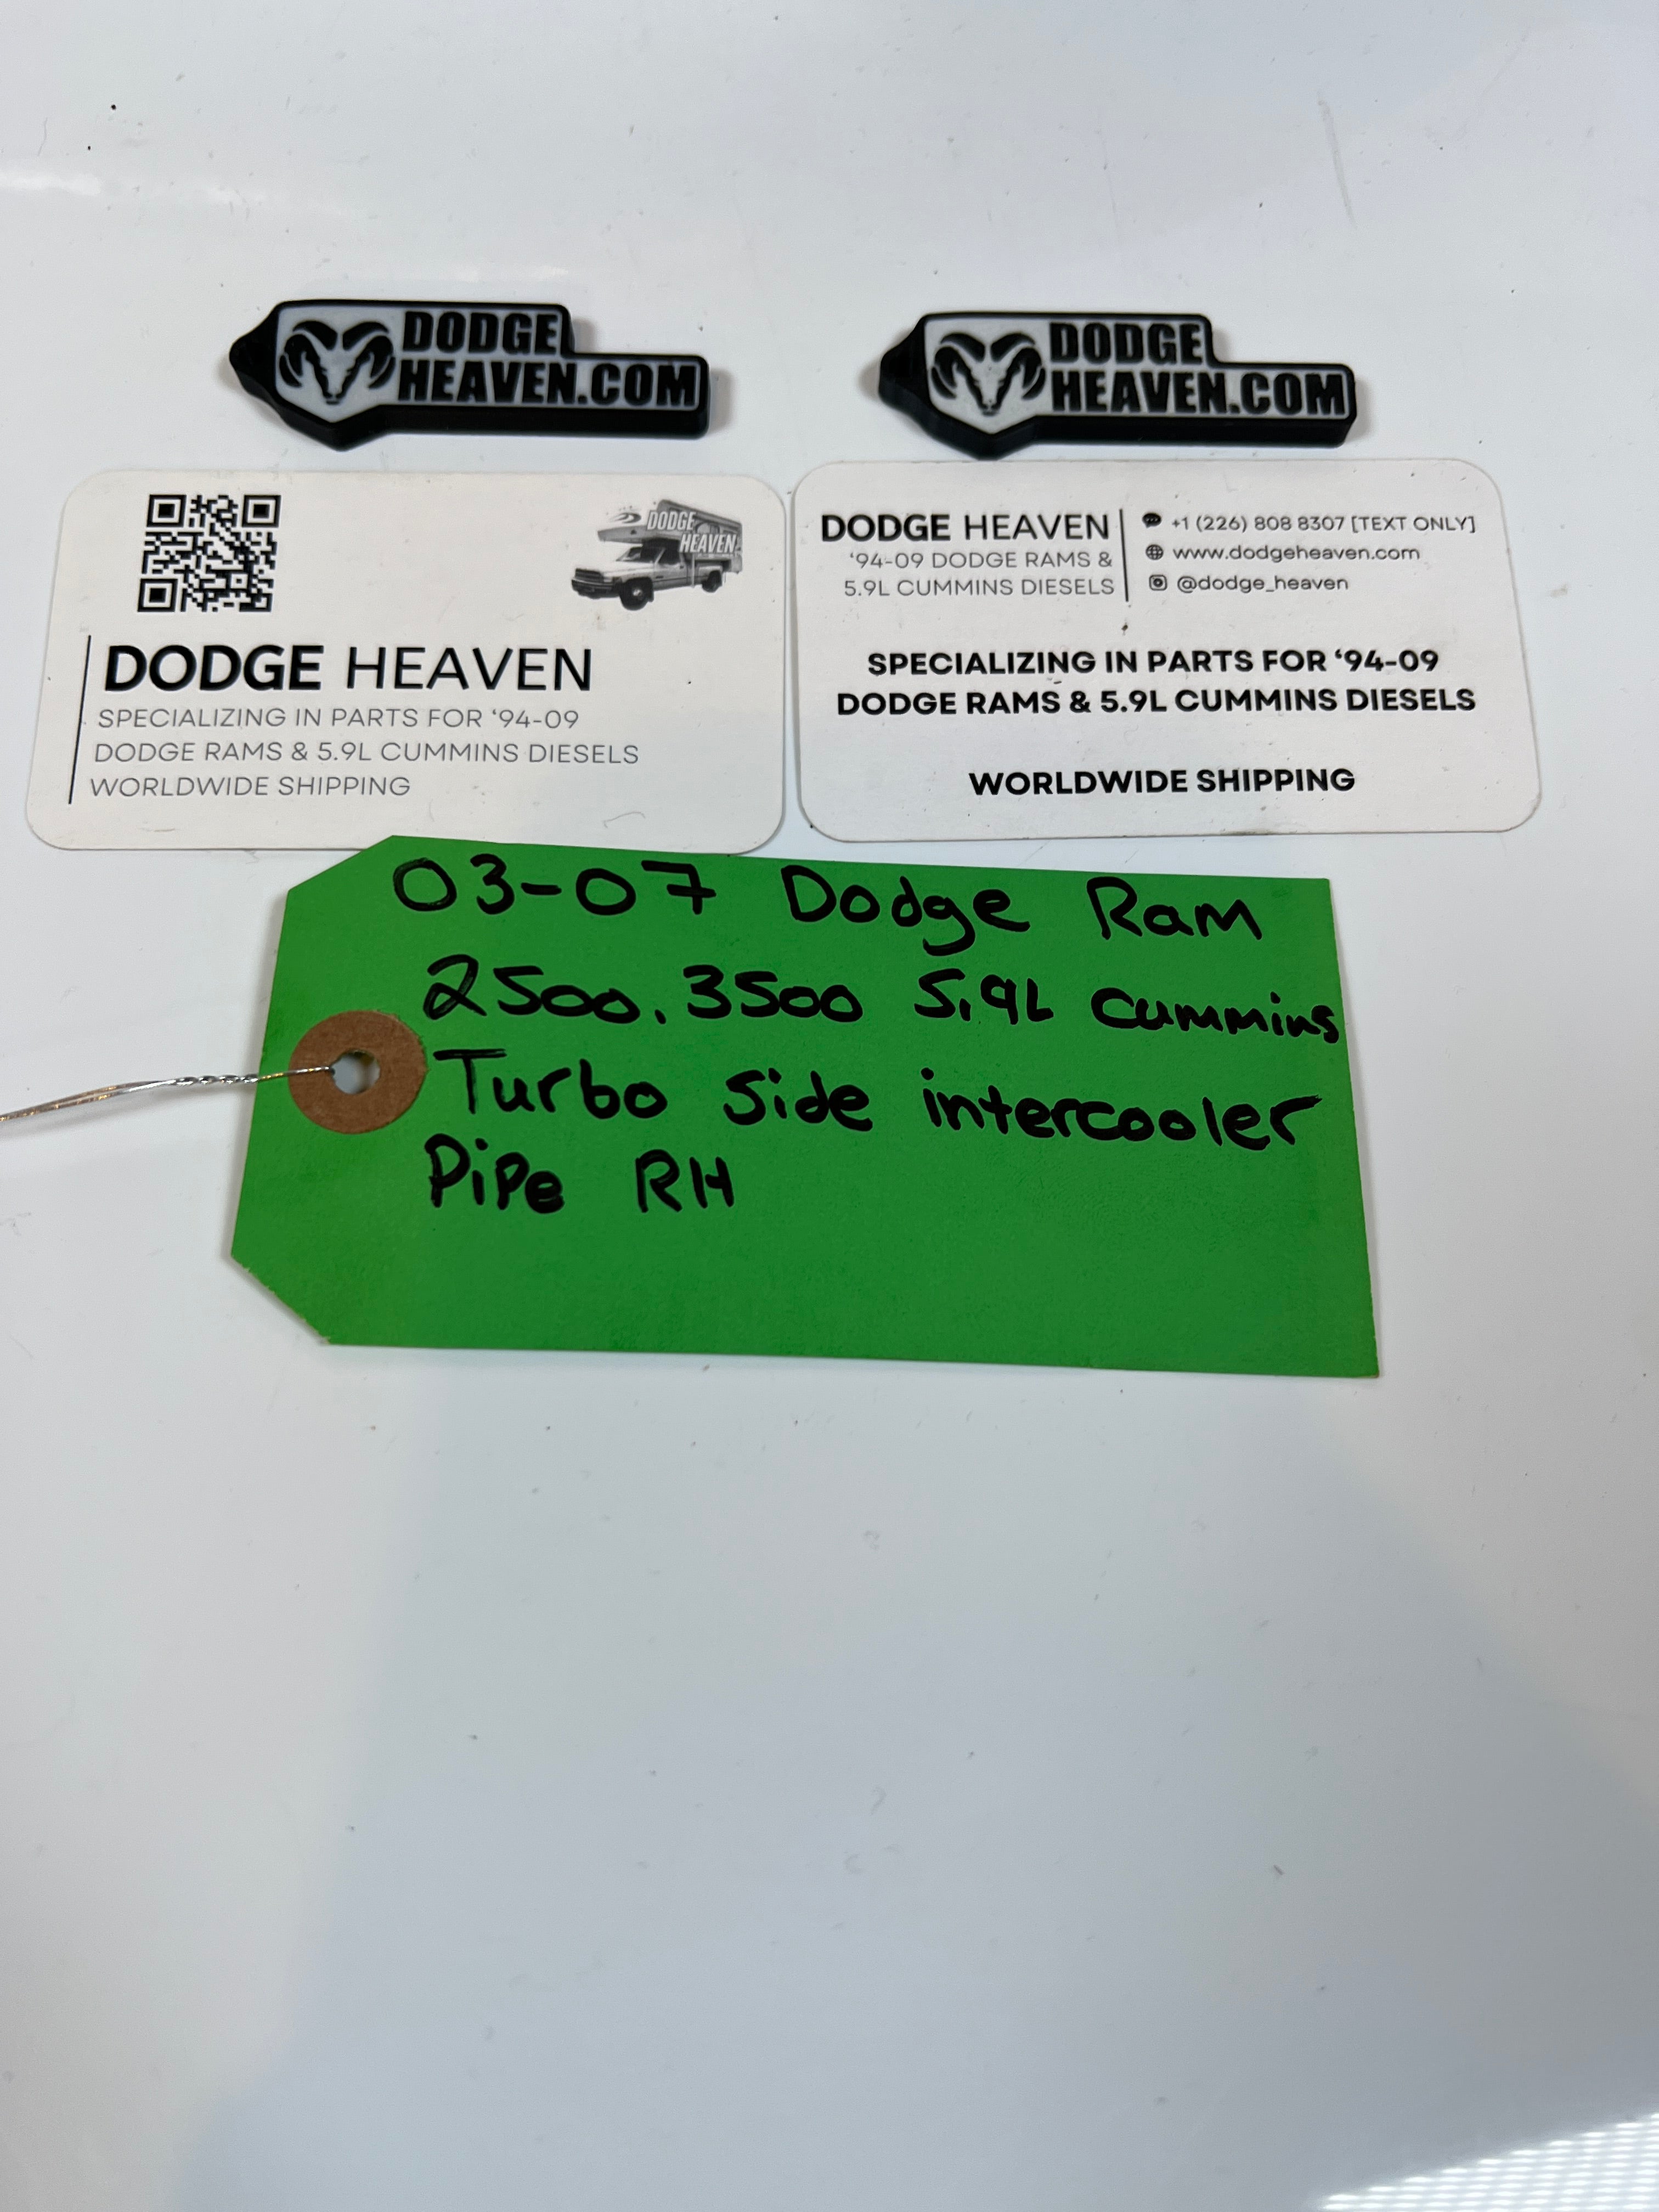 DODGE
HEAVEN.COM
DODGE
HEAVEN.COM
DODGE
HEAVEN
DODGE HEAVEN
SPECIALIZING IN PARTS FOR ‘94-09
DODGE RAMS & 5.9L CUMMINS DIESELS
WORLDWIDE SHIPPING
DODGE HEAVEN
‘94-09 DODGE RAMS &
5.9L CUMMINS DIESELS
+1 (226) 808 8307 [TEXT ONLY]
www.dodgeheaven.com
@dodge_heaven
SPECIALIZING IN PARTS FOR ‘94-09
DODGE RAMS & 5.9L CUMMINS DIESELS
WORLDWIDE SHIPPING
03-07 Dodge Ram
2500.3500 5.9L Cummins
Turbo Side intercooler
Pipe RH